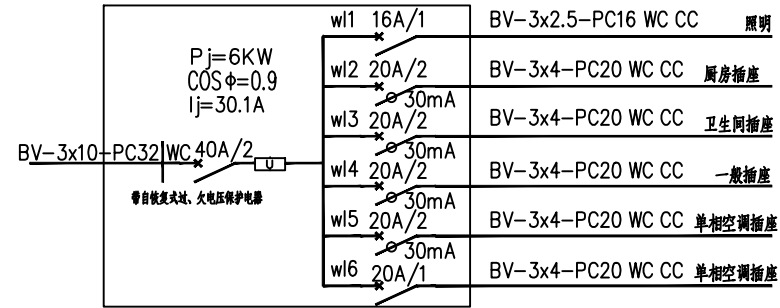 wl1 16A/1 BV-3x2.5-PC16 WC CC 照明
Pj=6KW
COSφ=0.9
Ij=30.1A
wl2 20A/2 BV-3x4-PC20 WC CC 厨房插座
30mA
wl3 20A/2 BV-3x4-PC20 WC CC 卫生间插座
30mA
BV-3x10-PC32 WC 40A/2 U
带自恢复式过、欠电压保护电器
wl4 20A/2 BV-3x4-PC20 WC CC 一般插座
30mA
wl5 20A/2 BV-3x4-PC20 WC CC 单相空调插座
30mA
wl6 20A/1 BV-3x4-PC20 WC CC 单相空调插座